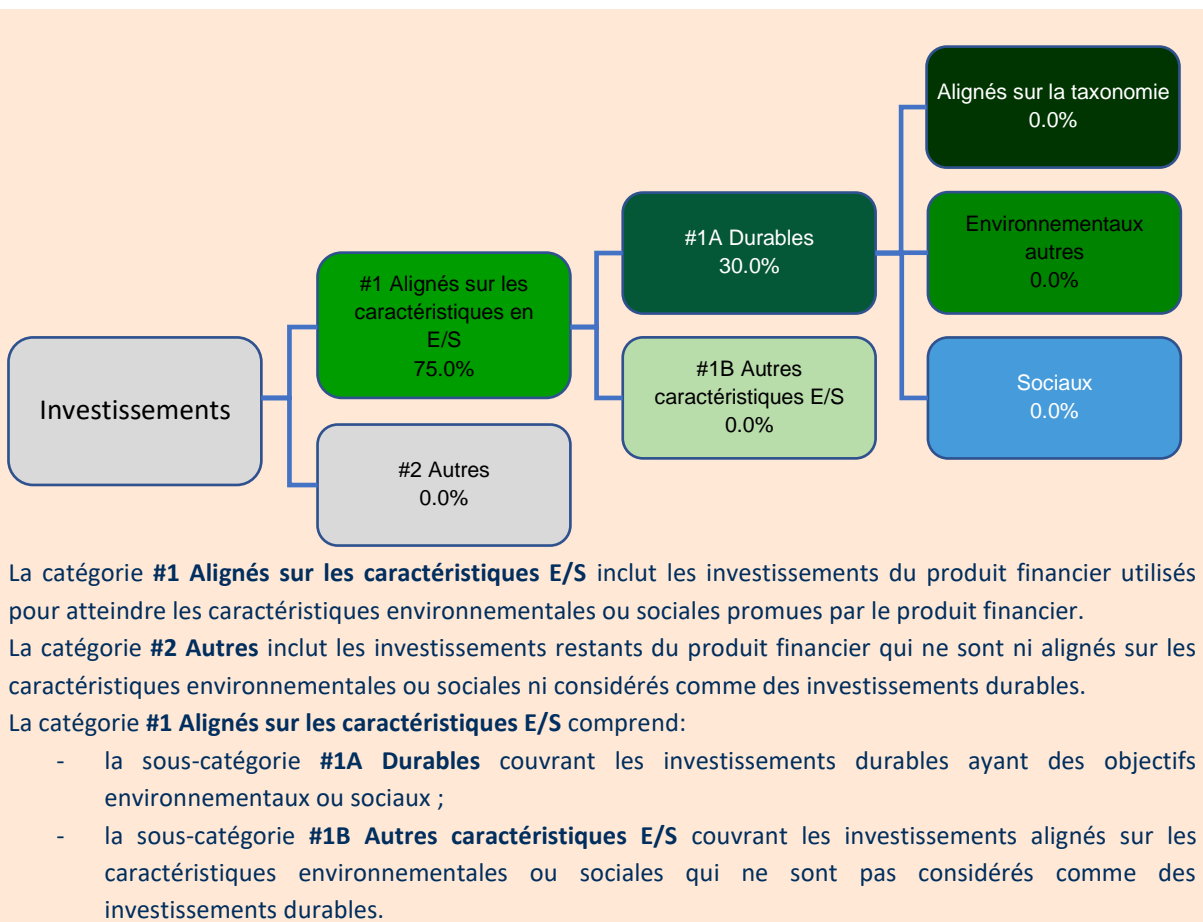 Alignés sur la taxonomie
0.0%
#1A Durables
30.0%
Environnementaux
autres
0.0%
#1 Alignés sur les
caractéristiques en
E/S
75.0%
#1B Autres
caractéristiques E/S
0.0%
Sociaux
0.0%
Investissements
#2 Autres
0.0%
La catégorie #1 Alignés sur les caractéristiques E/S inclut les investissements du produit financier utilisés
pour atteindre les caractéristiques environnementales ou sociales promues par le produit financier.
La catégorie #2 Autres inclut les investissements restants du produit financier qui ne sont ni alignés sur les
caractéristiques environnementales ou sociales ni considérés comme des investissements durables.
La catégorie #1 Alignés sur les caractéristiques E/S comprend:
- la sous-catégorie #1A Durables couvrant les investissements durables ayant des objectifs
environnementaux ou sociaux ;
- la sous-catégorie #1B Autres caractéristiques E/S couvrant les investissements alignés sur les
caractéristiques environnementales ou sociales qui ne sont pas considérés comme des
investissements durables.